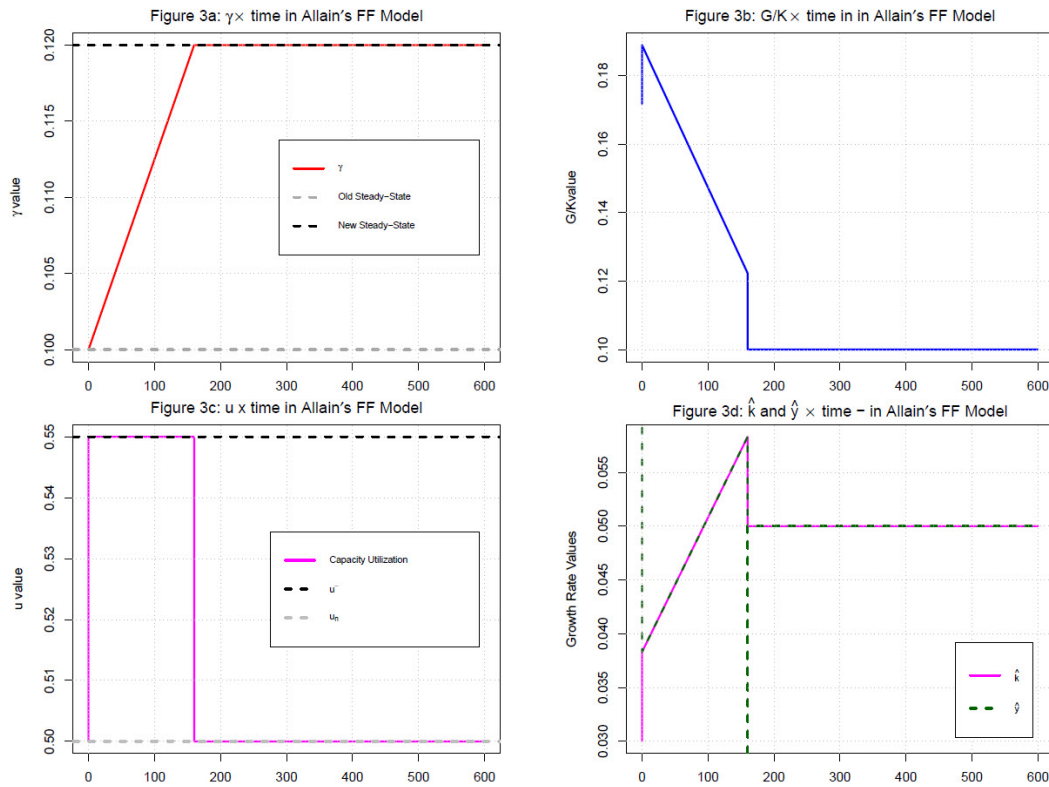 Figure 3a: γ× time in Allain's FF Model
γ value
0.100
0.105
0.110
0.115
0.120
γ
Old Steady−State
New Steady−State
0 100 200 300 400 500 600
Figure 3b: G/K× time in in Allain's FF Model
G/Kvalue
0.10
0.12
0.14
0.16
0.18
0 100 200 300 400 500 600
Figure 3c: u x time in Allain's FF Model
u value
0.50
0.51
0.52
0.53
0.54
0.55
Capacity Utilization
u¯
uₙ
0 100 200 300 400 500 600
Figure 3d: k̂ and ŷ × time − in Allain's FF Model
Growth Rate Values
0.030
0.035
0.040
0.045
0.050
0.055
k̂
ŷ
0 100 200 300 400 500 600